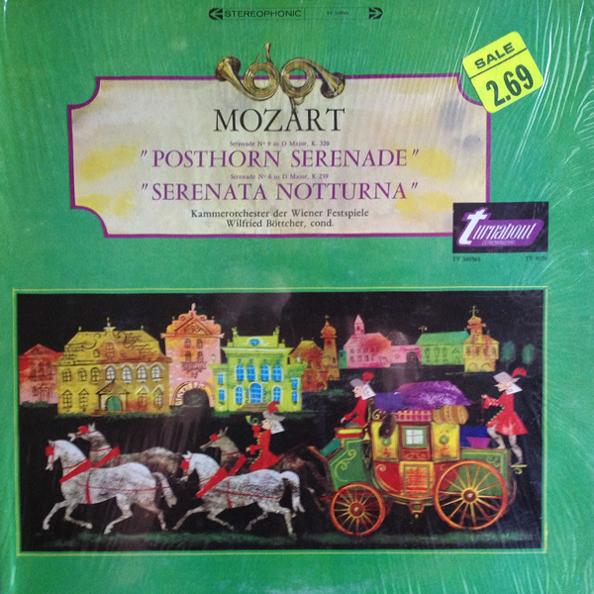 STEREOPHONIC
SALE
2.69
MOZART
Serenade Nº 9 in D Major, K. 320
"POSTHORN SERENADE"
Serenade Nº 6 in D Major, K 239
"SERENATA NOTTURNA"
Kammerorchester der Wiener Festspiele
Wilfried Böttcher, cond.
turnabout